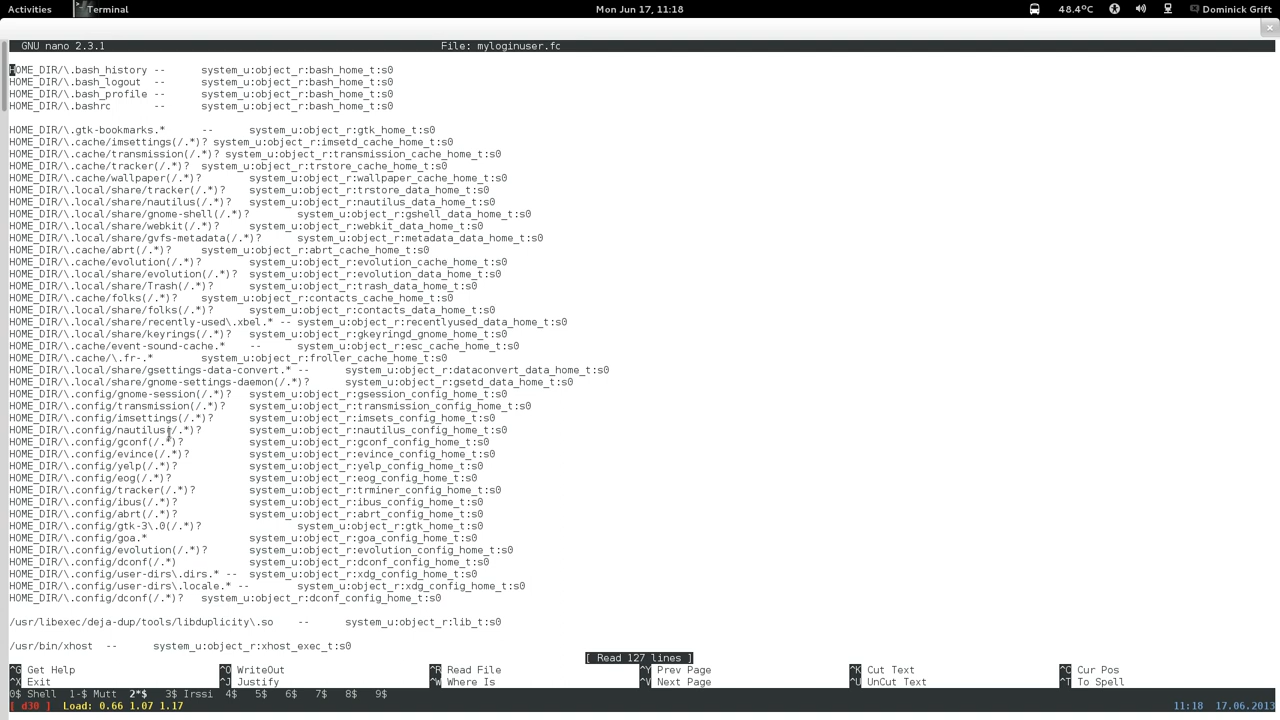 Activities Terminal Mon Jun 17, 11:18 48.4°C Dominick Grift
GNU nano 2.3.1 File: myloginuser.fc
HOME_DIR/\.bash_history -- system_u:object_r:bash_home_t:s0
HOME_DIR/\.bash_logout -- system_u:object_r:bash_home_t:s0
HOME_DIR/\.bash_profile -- system_u:object_r:bash_home_t:s0
HOME_DIR/\.bashrc -- system_u:object_r:bash_home_t:s0
HOME_DIR/\.gtk-bookmarks.* -- system_u:object_r:gtk_home_t:s0
HOME_DIR/\.cache/imsettings(/.*)? system_u:object_r:imsetd_cache_home_t:s0
HOME_DIR/\.cache/transmission(/.*)? system_u:object_r:transmission_cache_home_t:s0
HOME_DIR/\.cache/tracker(/.*)? system_u:object_r:trstore_cache_home_t:s0
HOME_DIR/\.cache/wallpaper(/.*)? system_u:object_r:wallpaper_cache_home_t:s0
HOME_DIR/\.local/share/tracker(/.*)? system_u:object_r:trstore_data_home_t:s0
HOME_DIR/\.local/share/nautilus(/.*)? system_u:object_r:nautilus_data_home_t:s0
HOME_DIR/\.local/share/gnome-shell(/.*)? system_u:object_r:gshell_data_home_t:s0
HOME_DIR/\.local/share/webkit(/.*)? system_u:object_r:webkit_data_home_t:s0
HOME_DIR/\.local/share/gvfs-metadata(/.*)? system_u:object_r:metadata_data_home_t:s0
HOME_DIR/\.cache/abrt(/.*)? system_u:object_r:abrt_cache_home_t:s0
HOME_DIR/\.cache/evolution(/.*)? system_u:object_r:evolution_cache_home_t:s0
HOME_DIR/\.local/share/evolution(/.*)? system_u:object_r:evolution_data_home_t:s0
HOME_DIR/\.local/share/Trash(/.*)? system_u:object_r:trash_data_home_t:s0
HOME_DIR/\.cache/folks(/.*)? system_u:object_r:contacts_cache_home_t:s0
HOME_DIR/\.local/share/folks(/.*)? system_u:object_r:contacts_data_home_t:s0
HOME_DIR/\.local/share/recently-used\.xbel.* -- system_u:object_r:recentlyused_data_home_t:s0
HOME_DIR/\.local/share/keyrings(/.*)? system_u:object_r:gkeyringd_gnome_home_t:s0
HOME_DIR/\.cache/event-sound-cache.* -- system_u:object_r:esc_cache_home_t:s0
HOME_DIR/\.cache/\.fr-.* system_u:object_r:froller_cache_home_t:s0
HOME_DIR/\.local/share/gsettings-data-convert.* -- system_u:object_r:dataconvert_data_home_t:s0
HOME_DIR/\.local/share/gnome-settings-daemon(/.*)? system_u:object_r:gsetd_data_home_t:s0
HOME_DIR/\.config/gnome-session(/.*)? system_u:object_r:gsession_config_home_t:s0
HOME_DIR/\.config/transmission(/.*)? system_u:object_r:transmission_config_home_t:s0
HOME_DIR/\.config/imsettings(/.*)? system_u:object_r:imsets_config_home_t:s0
HOME_DIR/\.config/nautilus(/.*)? system_u:object_r:nautilus_config_home_t:s0
HOME_DIR/\.config/gconf(/.*)? system_u:object_r:gconf_config_home_t:s0
HOME_DIR/\.config/evince(/.*)? system_u:object_r:evince_config_home_t:s0
HOME_DIR/\.config/yelp(/.*)? system_u:object_r:yelp_config_home_t:s0
HOME_DIR/\.config/eog(/.*)? system_u:object_r:eog_config_home_t:s0
HOME_DIR/\.config/tracker(/.*)? system_u:object_r:trminer_config_home_t:s0
HOME_DIR/\.config/ibus(/.*)? system_u:object_r:ibus_config_home_t:s0
HOME_DIR/\.config/abrt(/.*)? system_u:object_r:abrt_config_home_t:s0
HOME_DIR/\.config/gtk-3\.0(/.*)? system_u:object_r:gtk_home_t:s0
HOME_DIR/\.config/goa.* system_u:object_r:goa_config_home_t:s0
HOME_DIR/\.config/evolution(/.*)? system_u:object_r:evolution_config_home_t:s0
HOME_DIR/\.config/dconf(/.*) system_u:object_r:dconf_config_home_t:s0
HOME_DIR/\.config/user-dirs\.dirs.* -- system_u:object_r:xdg_config_home_t:s0
HOME_DIR/\.config/user-dirs\.locale.* -- system_u:object_r:xdg_config_home_t:s0
HOME_DIR/\.config/dconf(/.*)? system_u:object_r:dconf_config_home_t:s0
/usr/libexec/deja-dup/tools/libduplicity\.so -- system_u:object_r:lib_t:s0
/usr/bin/xhost -- system_u:object_r:xhost_exec_t:s0
[ Read 127 lines ]
^G Get Help ^O WriteOut ^R Read File ^Y Prev Page ^K Cut Text ^C Cur Pos
^X Exit ^J Justify ^W Where Is ^V Next Page ^U UnCut Text ^T To Spell
0$ Shell 1-$ Mutt 2*$ 3$ Irssi 4$ 5$ 6$ 7$ 8$ 9$
[ d30 ] Load: 0.66 1.07 1.17 11:18 17.06.2013